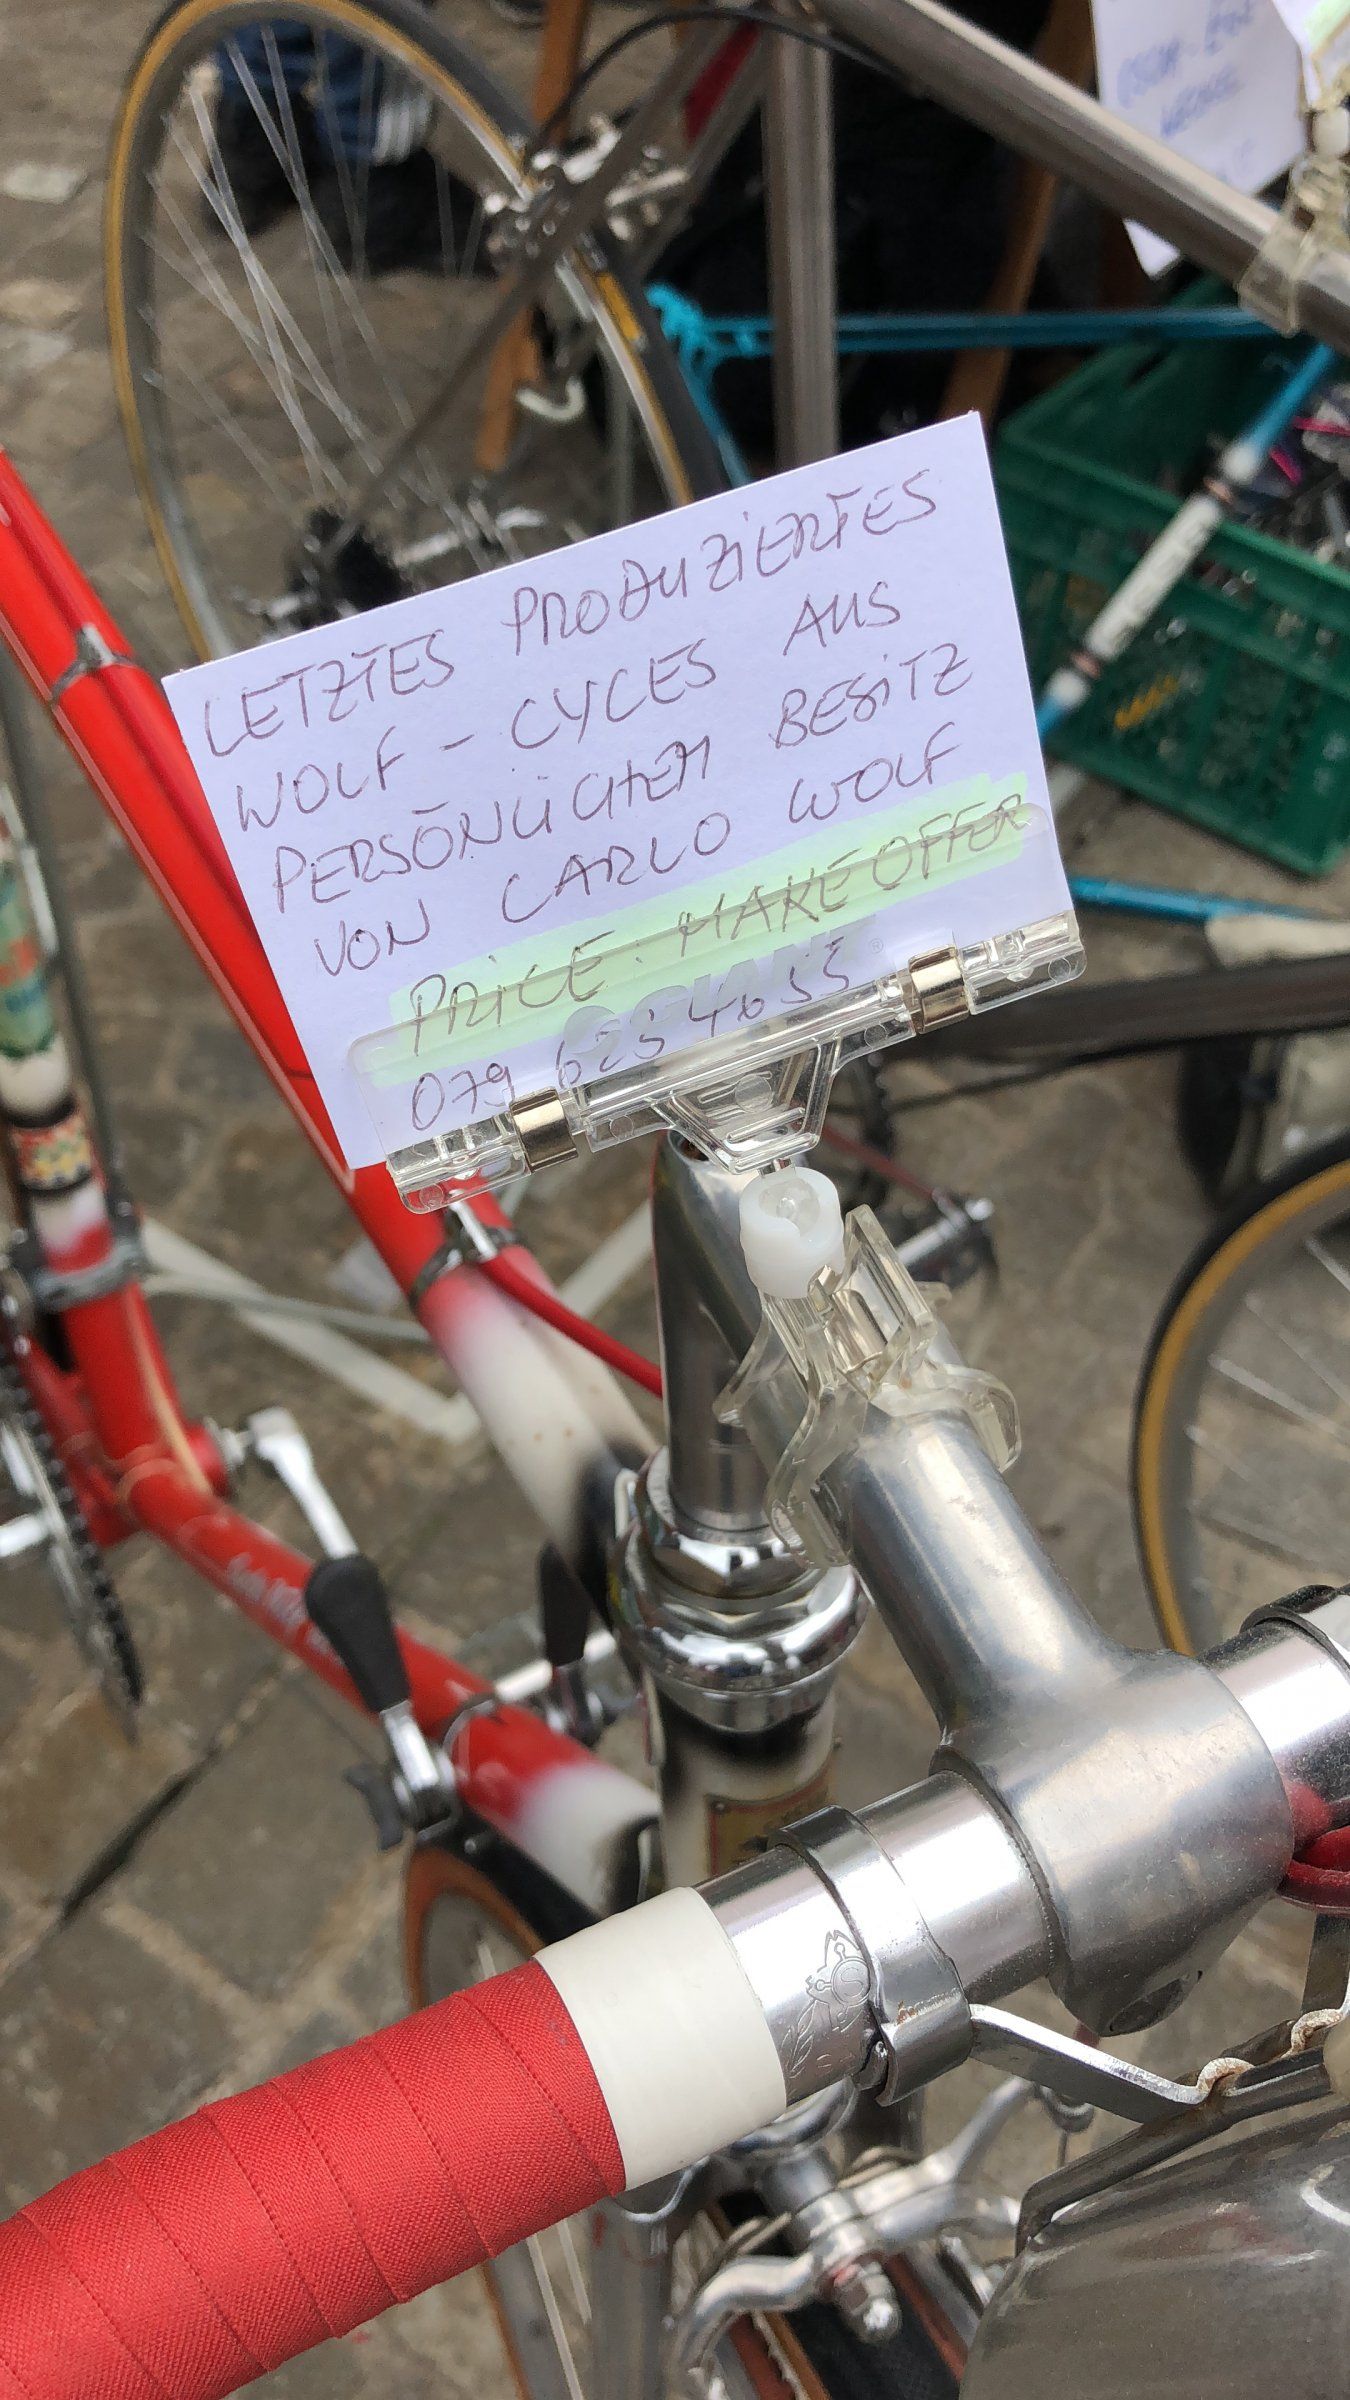 LETZTES PRODUZIERTES
WOLF - CYCLES AUS
PERSÖNLICHEM BESITZ
VON CARLO WOLF
PRICE: MAKE OFFER
079 625 4655